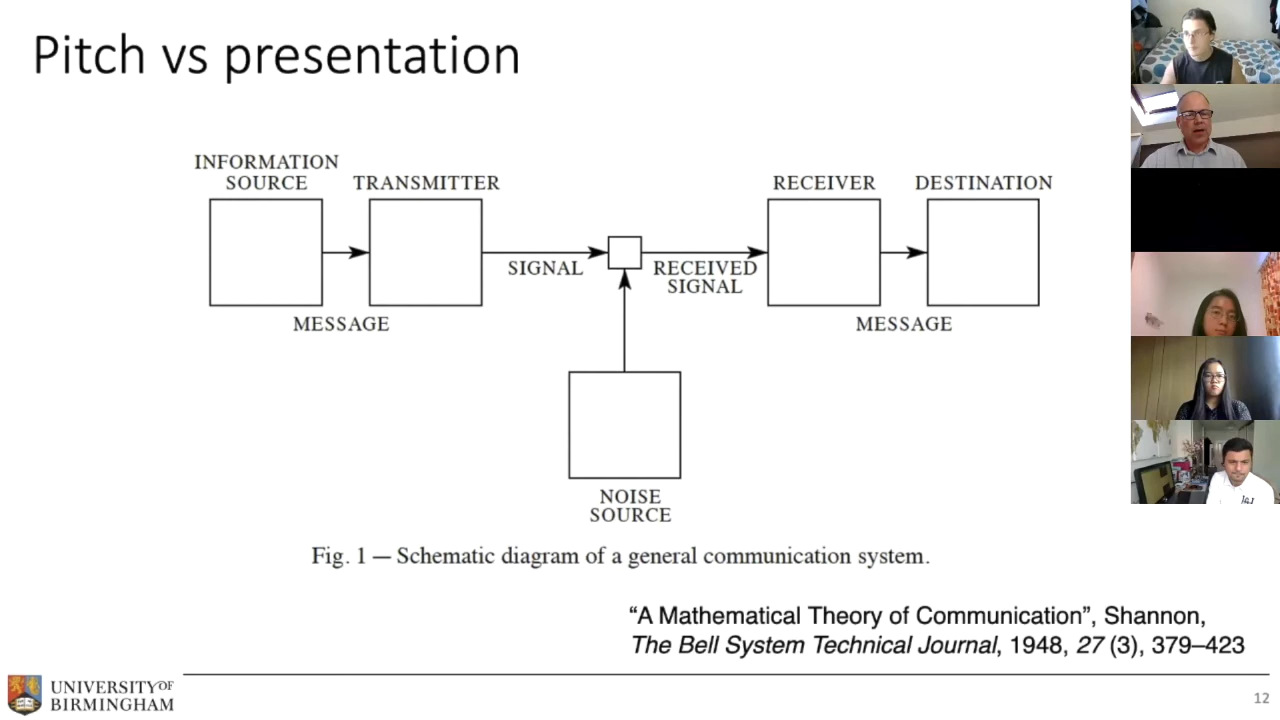 Pitch vs presentation
INFORMATION
SOURCE
TRANSMITTER
RECEIVER
DESTINATION
SIGNAL
RECEIVED
SIGNAL
MESSAGE
MESSAGE
NOISE
SOURCE
Fig. 1 — Schematic diagram of a general communication system.
“A Mathematical Theory of Communication”, Shannon,
The Bell System Technical Journal, 1948, 27 (3), 379–423
UNIVERSITY OF
BIRMINGHAM
12